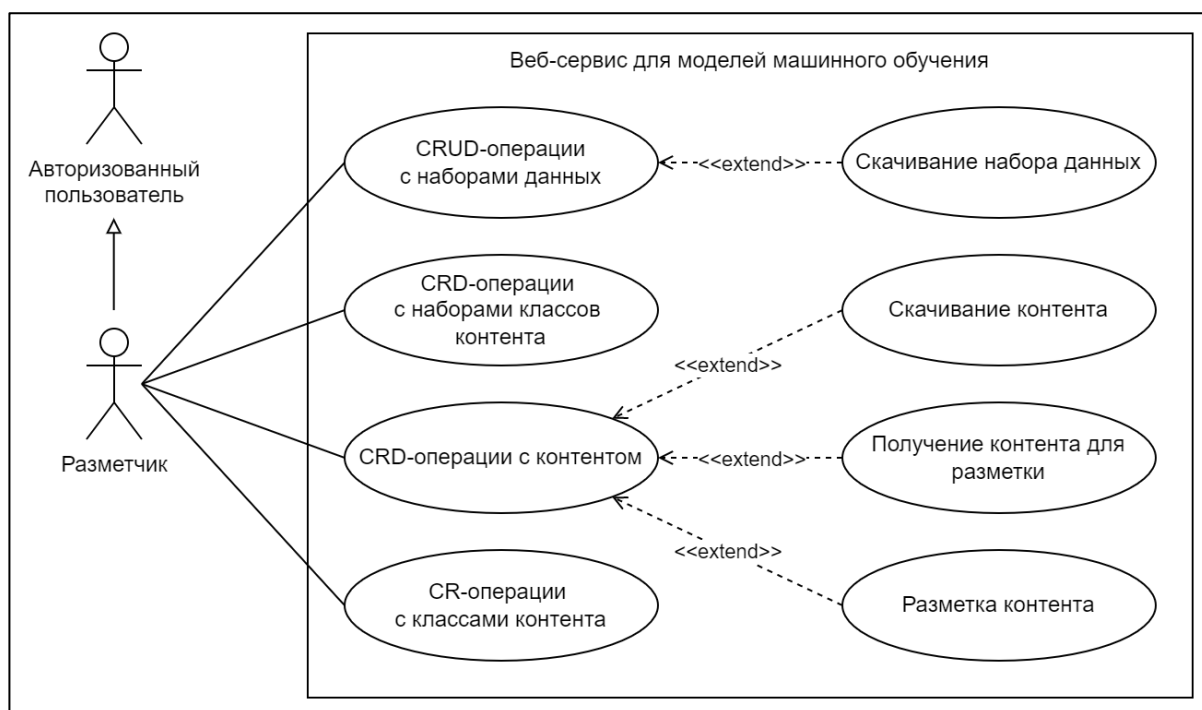 Веб-сервис для моделей машинного обучения
Авторизованный
пользователь
Разметчик
CRUD-операции
с наборами данных
<<extend>>
Скачивание набора данных
CRD-операции
с наборами классов
контента
Скачивание контента
<<extend>>
CRD-операции с контентом
<<extend>>
Получение контента для
разметки
<<extend>>
CR-операции
с классами контента
Разметка контента